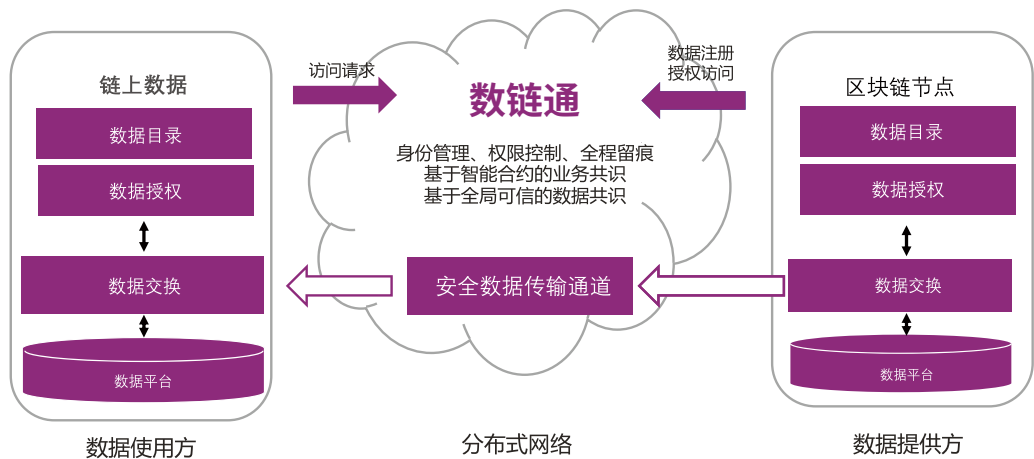 链上数据
数据目录
数据授权
数据交换
数据平台
数据使用方
访问请求
数据注册
授权访问
数链通
身份管理、权限控制、全程留痕
基于智能合约的业务共识
基于全局可信的数据共识
安全数据传输通道
分布式网络
区块链节点
数据目录
数据授权
数据交换
数据平台
数据提供方